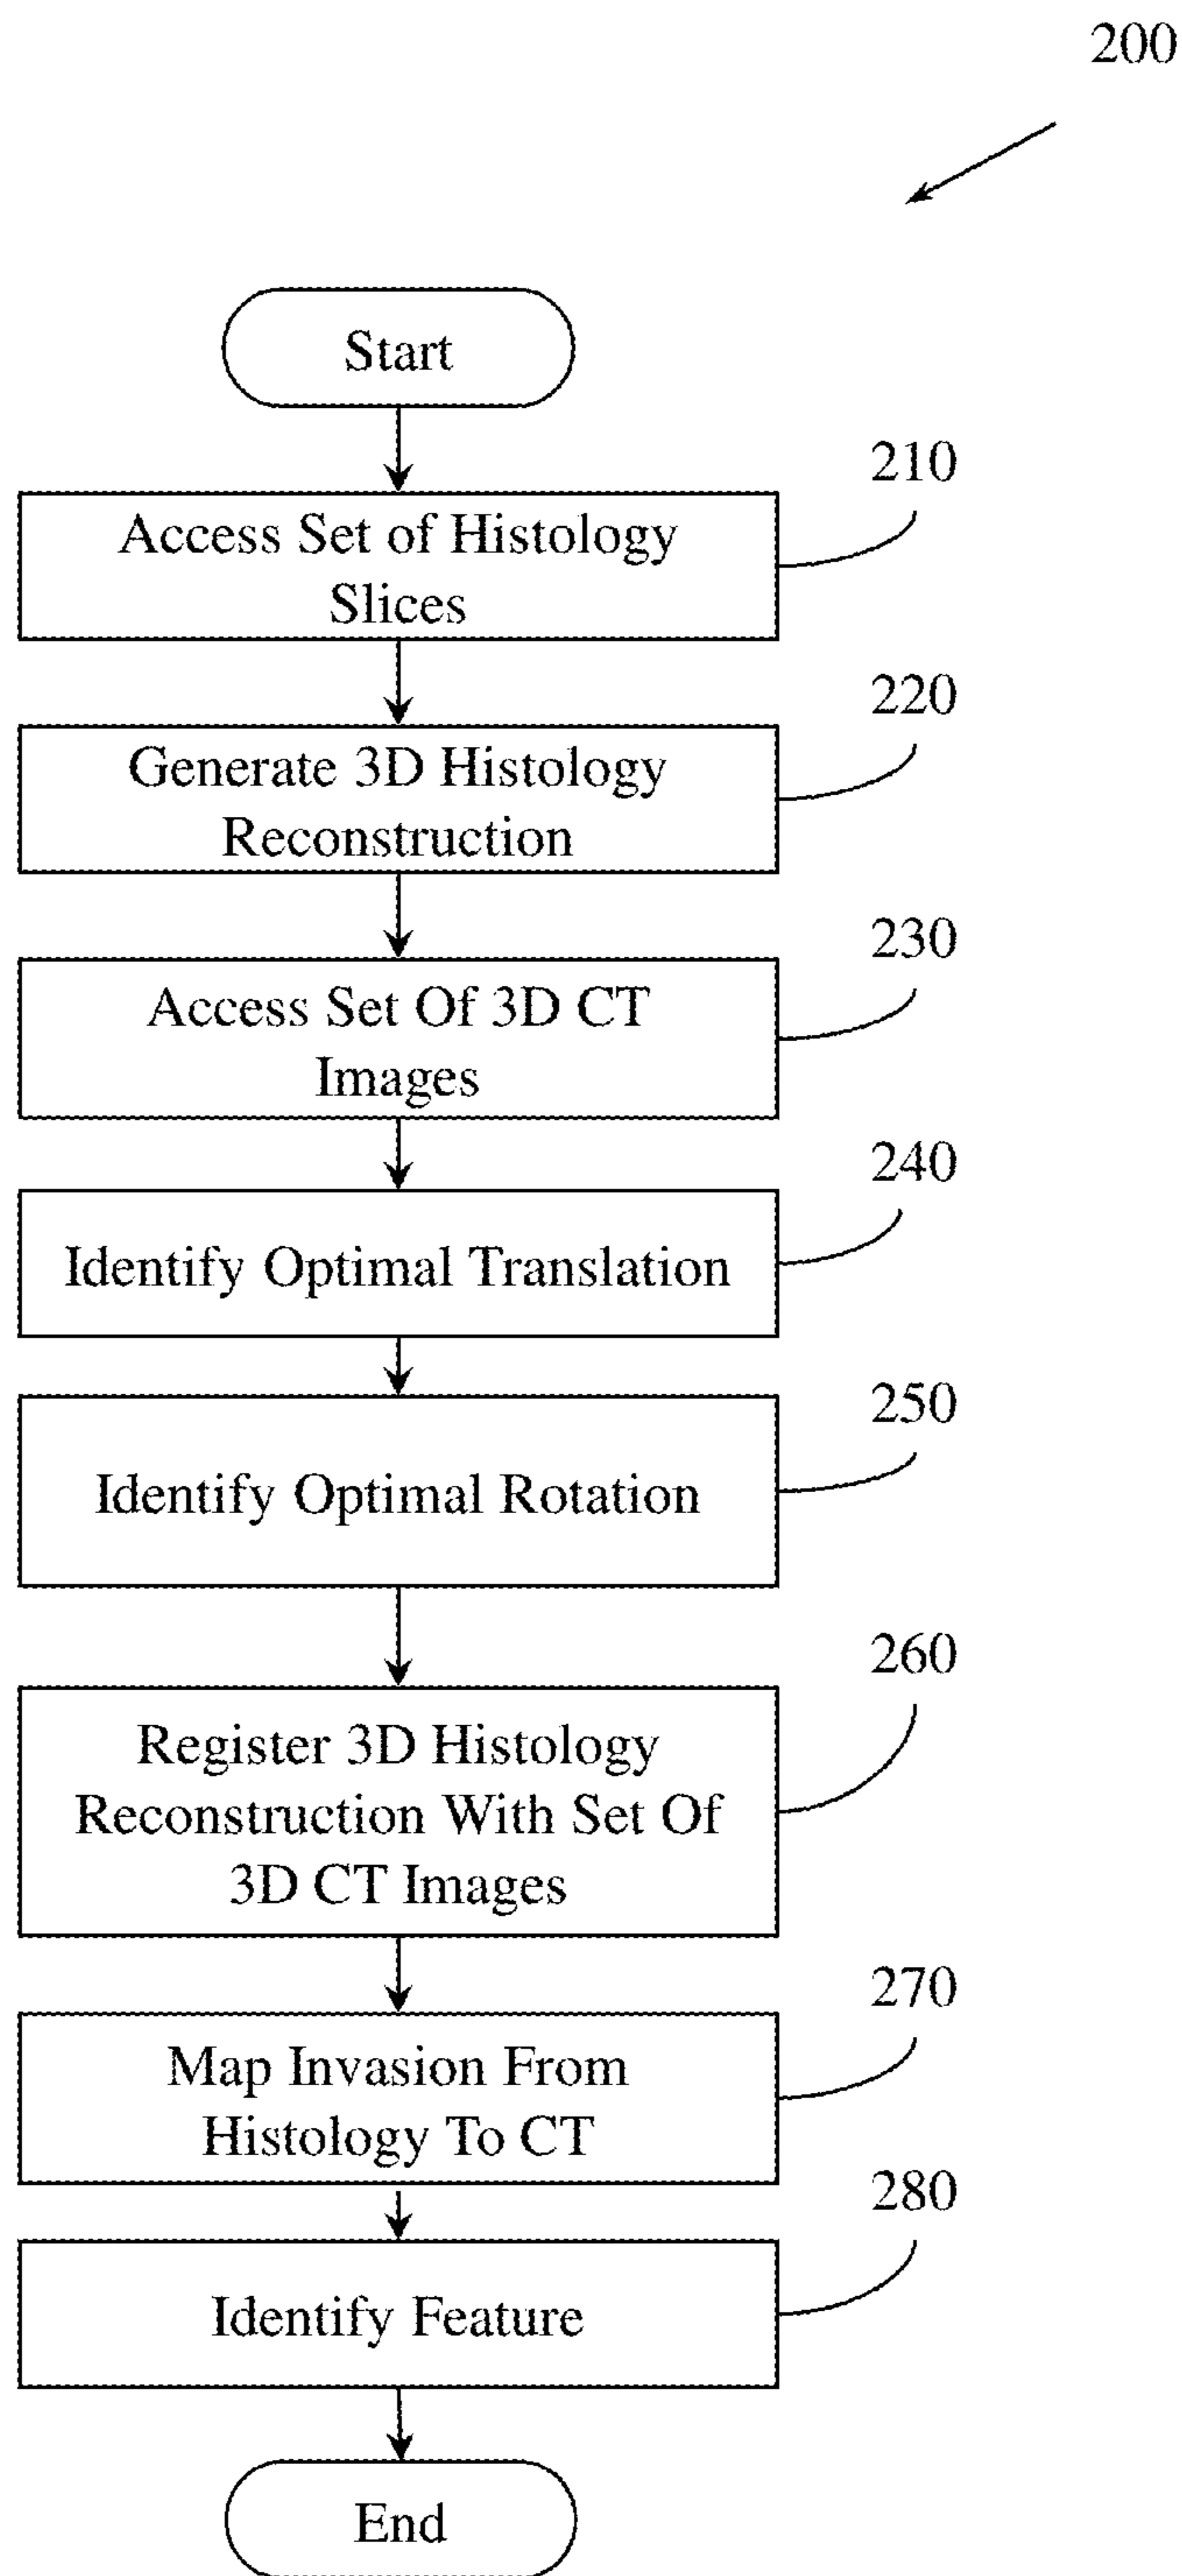 200
Start
210
Access Set of Histology
Slices
220
Generate 3D Histology
Reconstruction
230
Access Set Of 3D CT
Images
240
Identify Optimal Translation
250
Identify Optimal Rotation
260
Register 3D Histology
Reconstruction With Set Of
3D CT Images
270
Map Invasion From
Histology To CT
280
Identify Feature
End